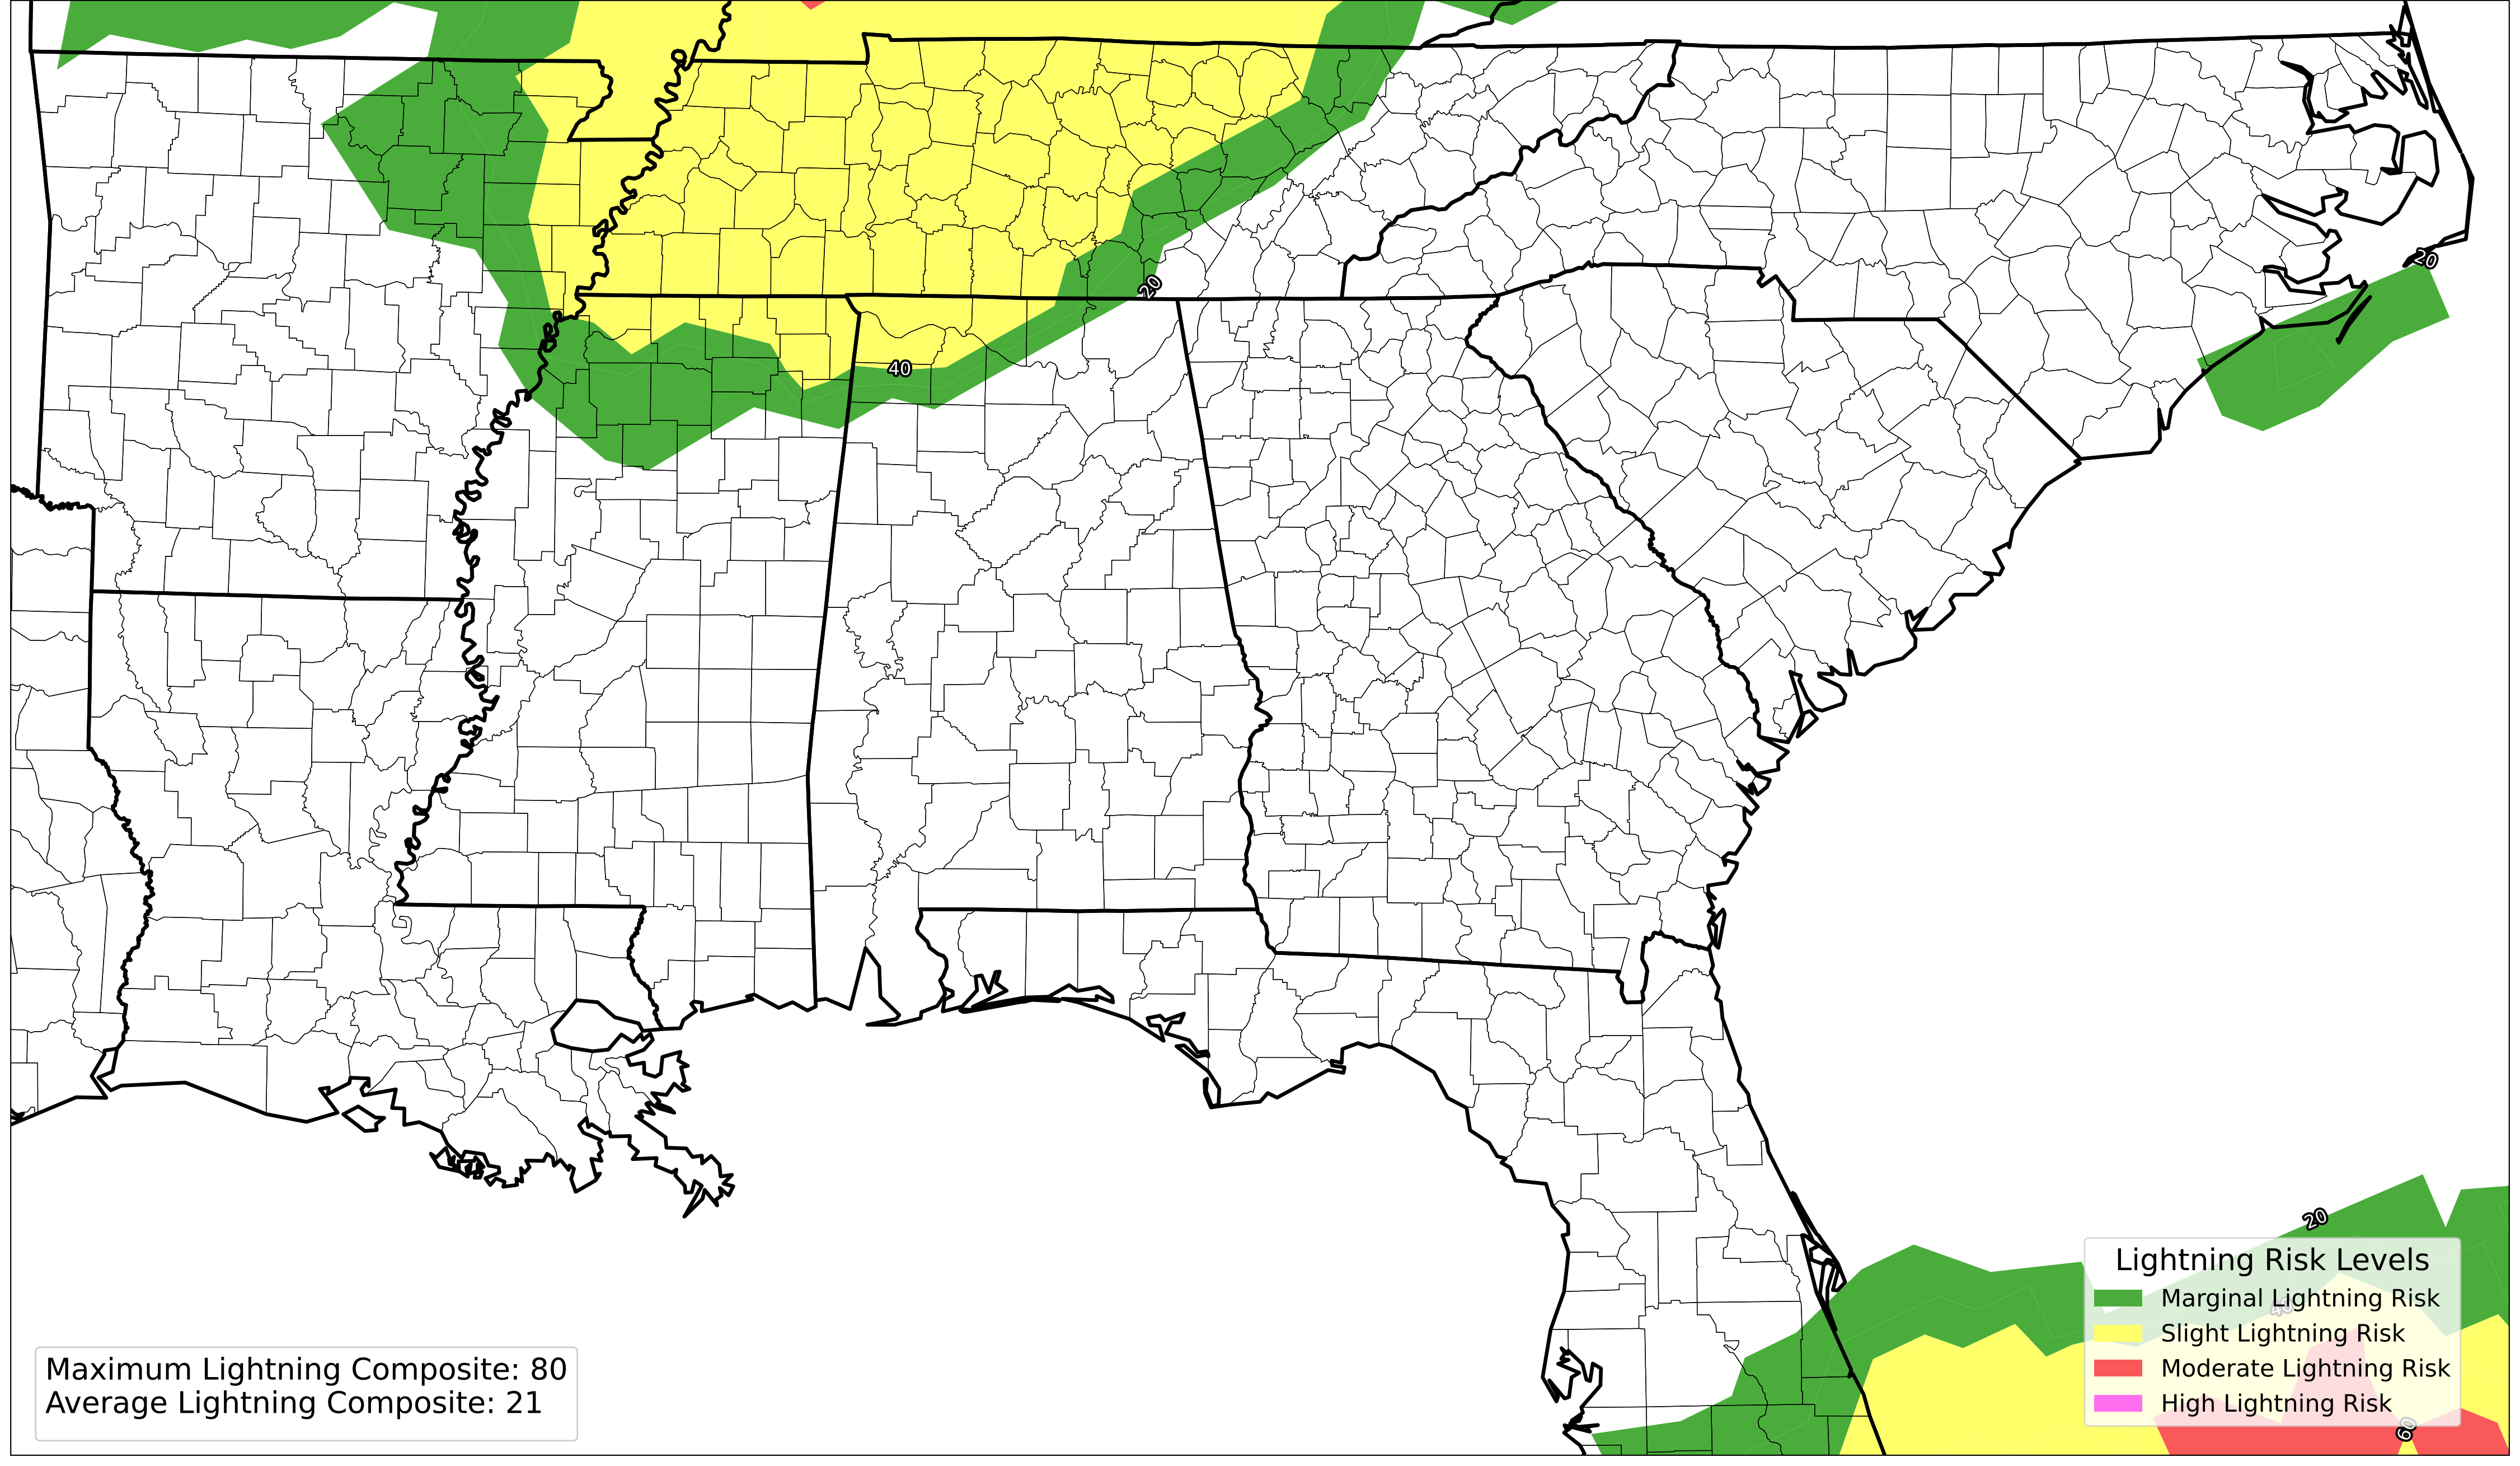 20
20
40
20
40
Lightning Risk Levels
Marginal Lightning Risk
Slight Lightning Risk
Moderate Lightning Risk
High Lightning Risk
60
Maximum Lightning Composite: 80
Average Lightning Composite: 21